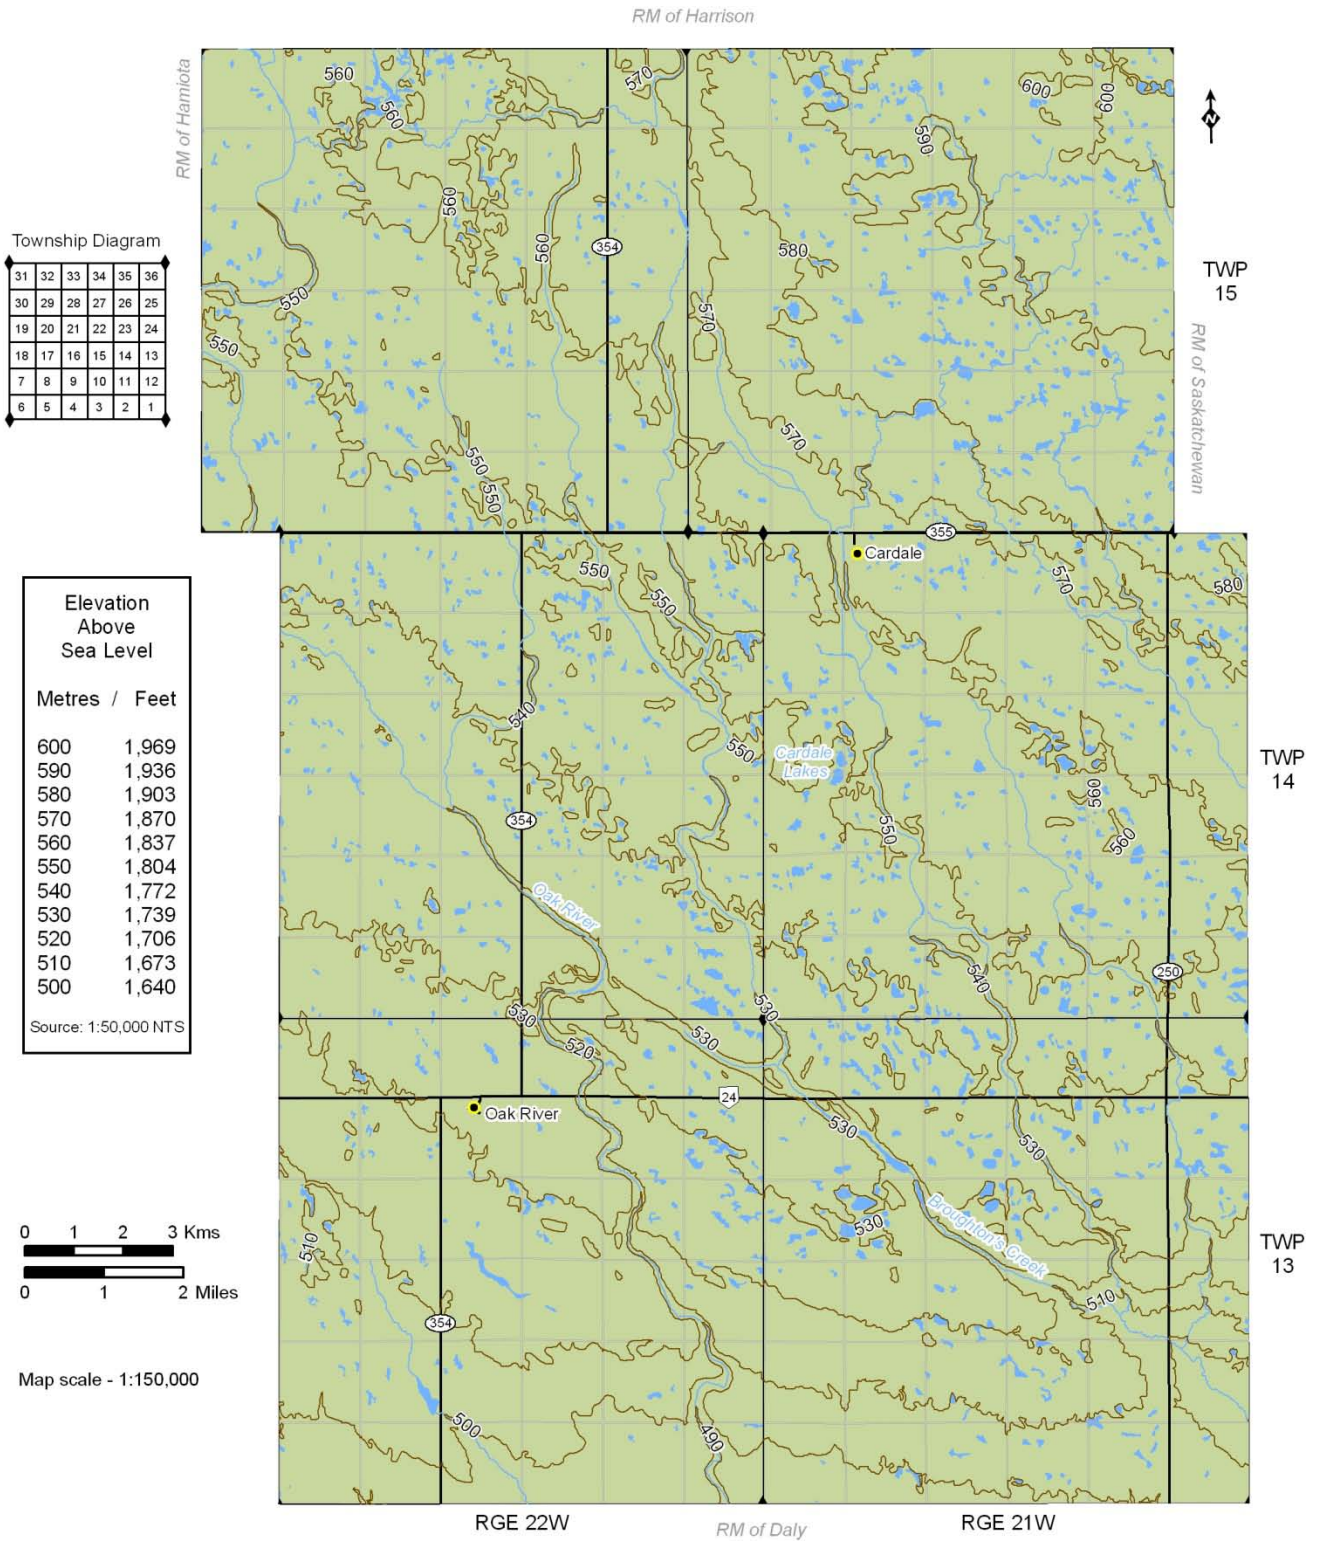 RM of Harrison
RM of Hamiota
560
570
560
600
600
590
560
560
354
580
TWP
15
Township Diagram
31 32 33 34 35 36
30 29 28 27 26 25
19 20 21 22 23 24
18 17 16 15 14 13
7 8 9 10 11 12
6 5 4 3 2 1
550
550
570
RM of Saskatchewan
570
550
550
355
Cardale
550
550
570
580
Elevation
Above
Sea Level
Metres / Feet
600 1,969
590 1,936
580 1,903
570 1,870
560 1,837
550 1,804
540 1,772
530 1,739
520 1,706
510 1,673
500 1,640
Source: 1:50,000 NTS
540
550
Cardale
Lakes
TWP
14
560
354
550
560
Oak River
540
250
530
530
530
520
24
Oak River
530
530
Broughton's Creek
530
510
510
TWP
13
0 1 2 3 Kms
0 1 2 Miles
354
Map scale - 1:150,000
500
490
RGE 22W
RM of Daly
RGE 21W